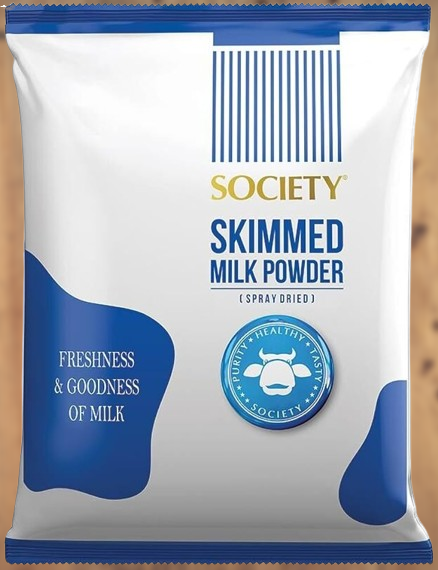 SOCIETY®
SKIMMED
MILK POWDER
( SPRAY DRIED )
PURITY ★ HEALTHY ★ TASTY
★ SOCIETY ★
FRESHNESS
& GOODNESS
OF MILK